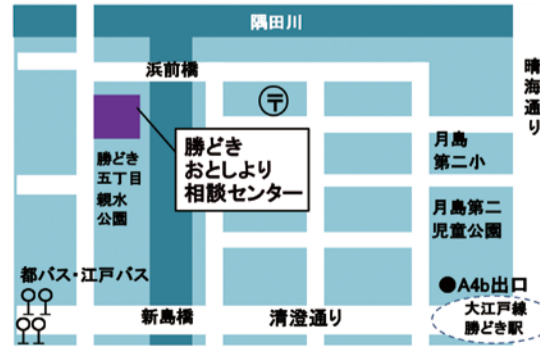 隅田川
浜前橋
〒
晴海通り
勝どき
おとしより
相談センター
月島
第二小
勝どき
五丁目
親水
公園
月島第二
児童公園
都バス・江戸バス
●A4b出口
大江戸線
勝どき駅
新島橋
清澄通り